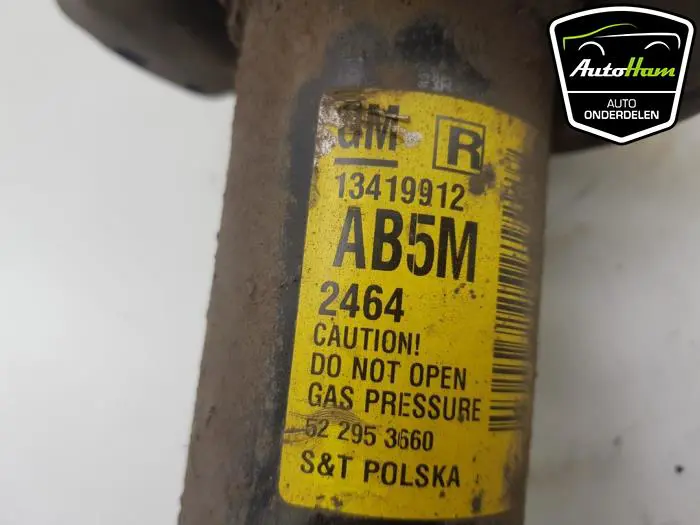 AutoHam
AUTO
ONDERDELEN
GM R
13419912
AB5M
2464
CAUTION!
DO NOT OPEN
GAS PRESSURE
52 295 3660
S&T POLSKA